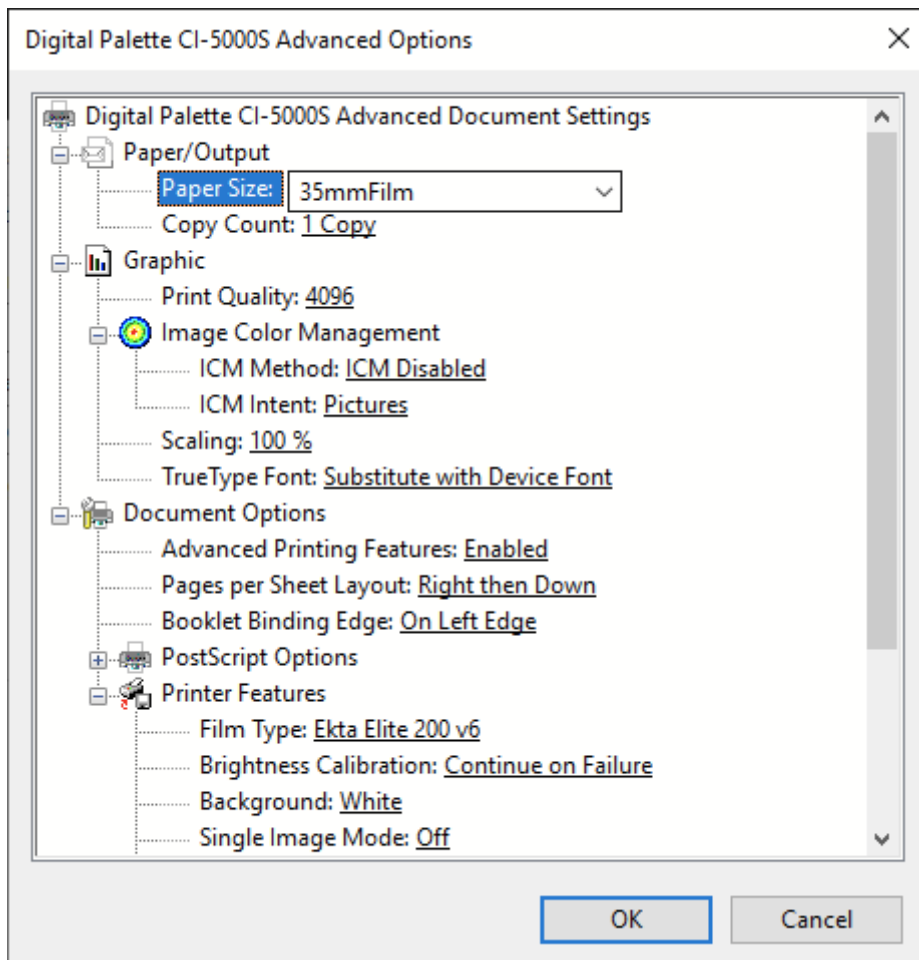 Digital Palette CI-5000S Advanced Options
Digital Palette CI-5000S Advanced Document Settings
Paper/Output
Paper Size: 35mmFilm
Copy Count: 1 Copy
Graphic
Print Quality: 4096
Image Color Management
ICM Method: ICM Disabled
ICM Intent: Pictures
Scaling: 100 %
TrueType Font: Substitute with Device Font
Document Options
Advanced Printing Features: Enabled
Pages per Sheet Layout: Right then Down
Booklet Binding Edge: On Left Edge
PostScript Options
Printer Features
Film Type: Ekta Elite 200 v6
Brightness Calibration: Continue on Failure
Background: White
Single Image Mode: Off
OK Cancel